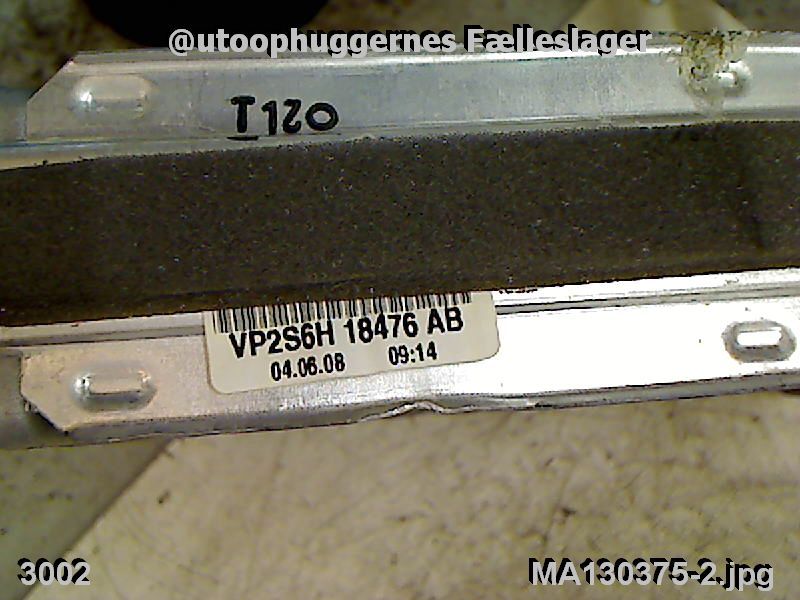 @utoophuggernes Fælleslager
T120
VP2S6H 18476 AB
04.06.08 09:14
3002 MA130375-2.jpg